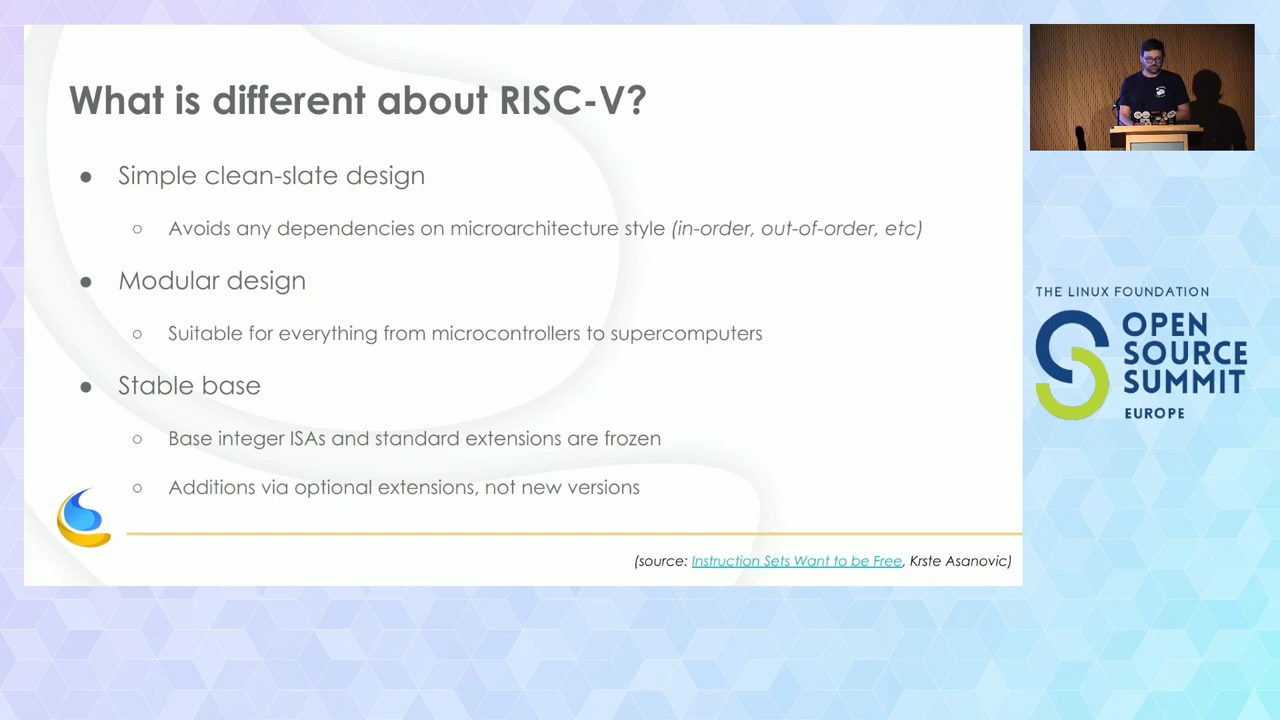 What is different about RISC-V?
● Simple clean-slate design
○ Avoids any dependencies on microarchitecture style (in-order, out-of-order, etc)
● Modular design
○ Suitable for everything from microcontrollers to supercomputers
● Stable base
○ Base integer ISAs and standard extensions are frozen
○ Additions via optional extensions, not new versions
(source: Instruction Sets Want to be Free, Krste Asanovic)
THE LINUX FOUNDATION
OPEN
SOURCE
SUMMIT
EUROPE